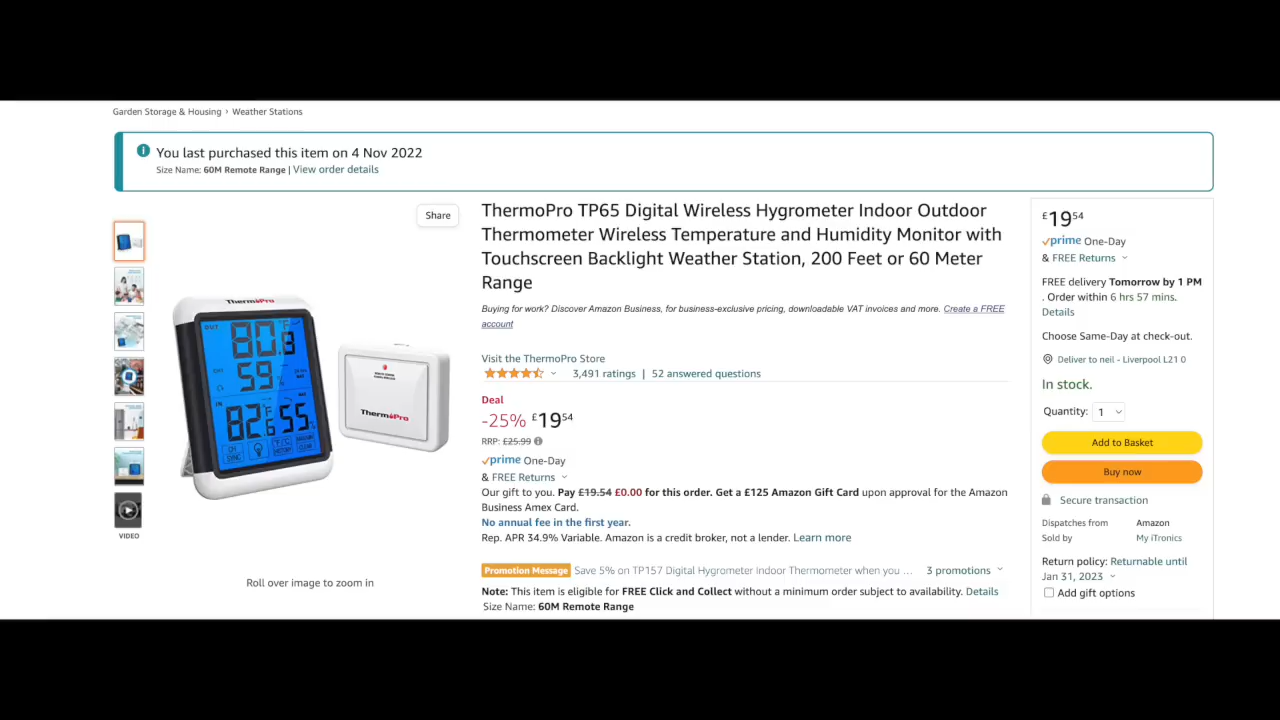 Garden Storage & Housing › Weather Stations
You last purchased this item on 4 Nov 2022
Size Name: 60M Remote Range | View order details
Share
ThermoPro TP65 Digital Wireless Hygrometer Indoor Outdoor
Thermometer Wireless Temperature and Humidity Monitor with
Touchscreen Backlight Weather Station, 200 Feet or 60 Meter
Range
Buying for work? Discover Amazon Business, for business-exclusive pricing, downloadable VAT invoices and more. Create a FREE
account
Visit the ThermoPro Store
3,491 ratings | 52 answered questions
Deal
-25% £19.54
RRP: £25.99
prime One-Day
& FREE Returns
Our gift to you. Pay £19.54 £0.00 for this order. Get a £125 Amazon Gift Card upon approval for the Amazon
Business Amex Card.
No annual fee in the first year.
Rep. APR 34.9% Variable. Amazon is a credit broker, not a lender. Learn more
Promotion Message Save 5% on TP157 Digital Hygrometer Indoor Thermometer when you … 3 promotions
Note: This item is eligible for FREE Click and Collect without a minimum order subject to availability. Details
Size Name: 60M Remote Range
ThermoPro
OUT
80.3
59
IN
82.6 °F 55
ThermoPro
VIDEO
Roll over image to zoom in
£19.54
prime One-Day
& FREE Returns
FREE delivery Tomorrow by 1 PM
. Order within 6 hrs 57 mins.
Details
Choose Same-Day at check-out.
Deliver to neil - Liverpool L21 0
In stock.
Quantity: 1
Add to Basket
Buy now
Secure transaction
Dispatches from Amazon
Sold by My iTronics
Return policy: Returnable until
Jan 31, 2023
Add gift options